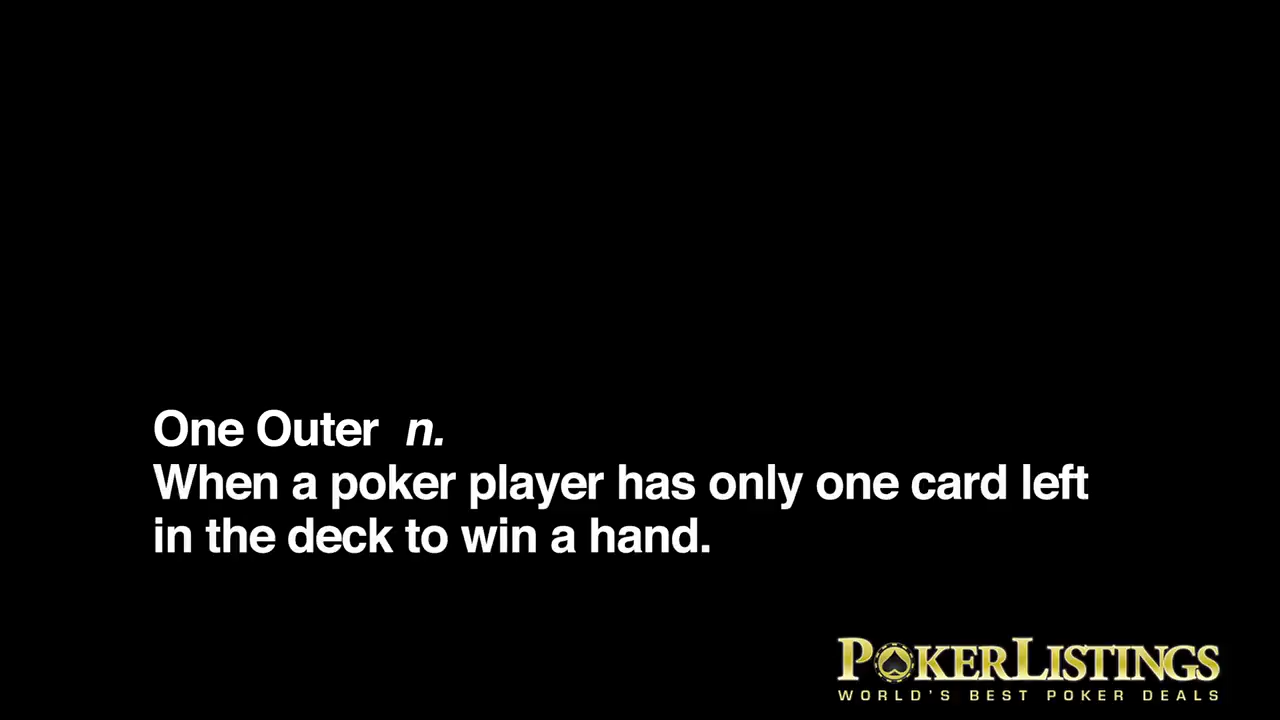 One Outer n.
When a poker player has only one card left
in the deck to win a hand.
POKERLISTINGS
WORLD'S BEST POKER DEALS